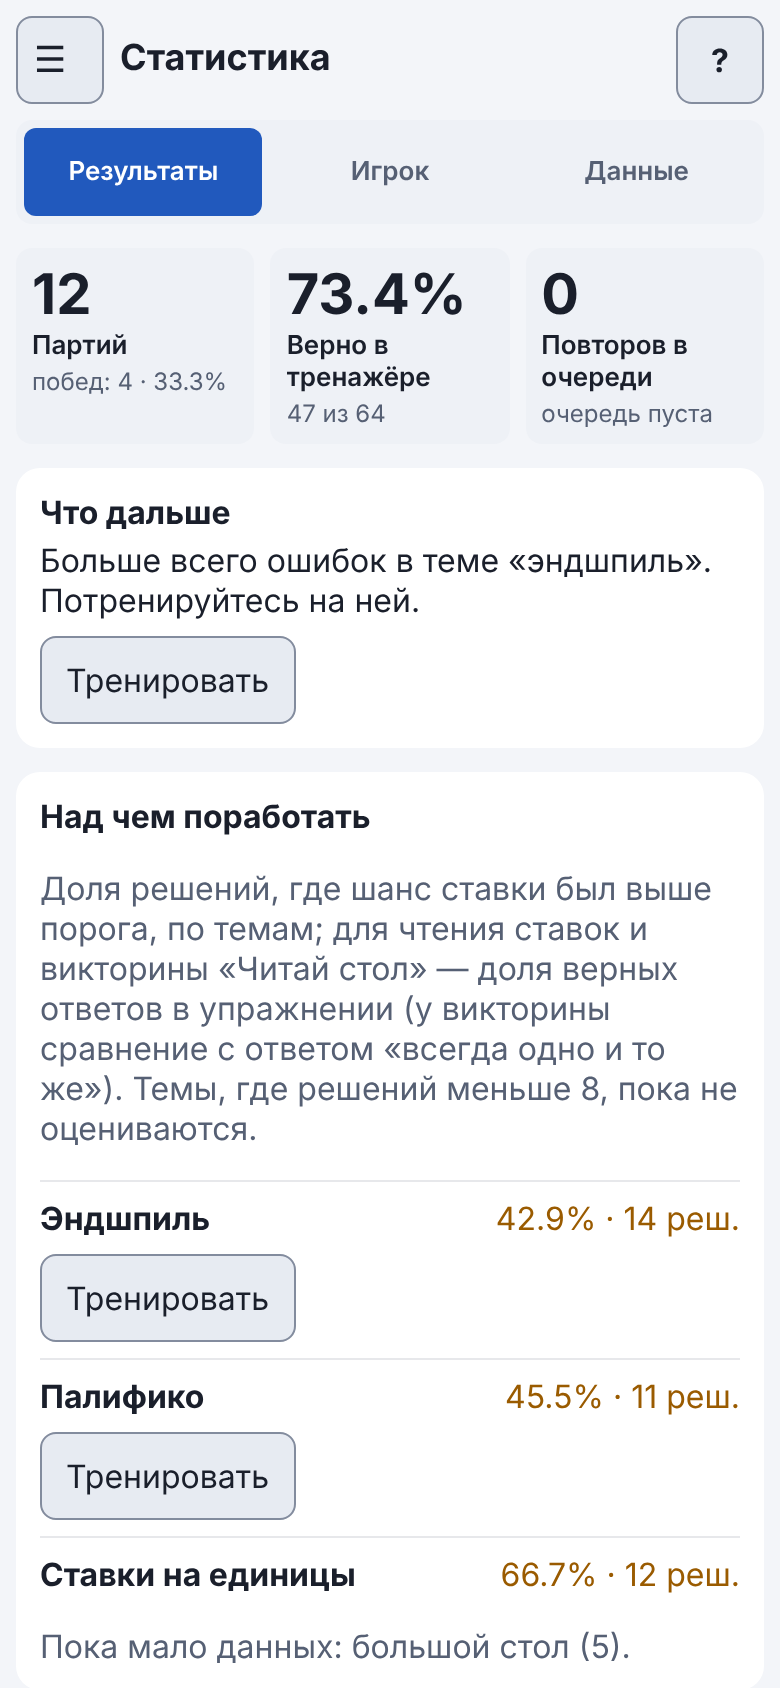 ☰ Статистика ?
Результаты Игрок Данные
12 73.4% 0
Партий Верно в тренажёре Повторов в очереди
побед: 4 · 33.3% 47 из 64 очередь пуста
Что дальше
Больше всего ошибок в теме «эндшпиль».
Потренируйтесь на ней.
Тренировать
Над чем поработать
Доля решений, где шанс ставки был выше
порога, по темам; для чтения ставок и
викторины «Читай стол» — доля верных
ответов в упражнении (у викторины
сравнение с ответом «всегда одно и то
же»). Темы, где решений меньше 8, пока не
оцениваются.
Эндшпиль 42.9% · 14 реш.
Тренировать
Палифико 45.5% · 11 реш.
Тренировать
Ставки на единицы 66.7% · 12 реш.
Пока мало данных: большой стол (5).